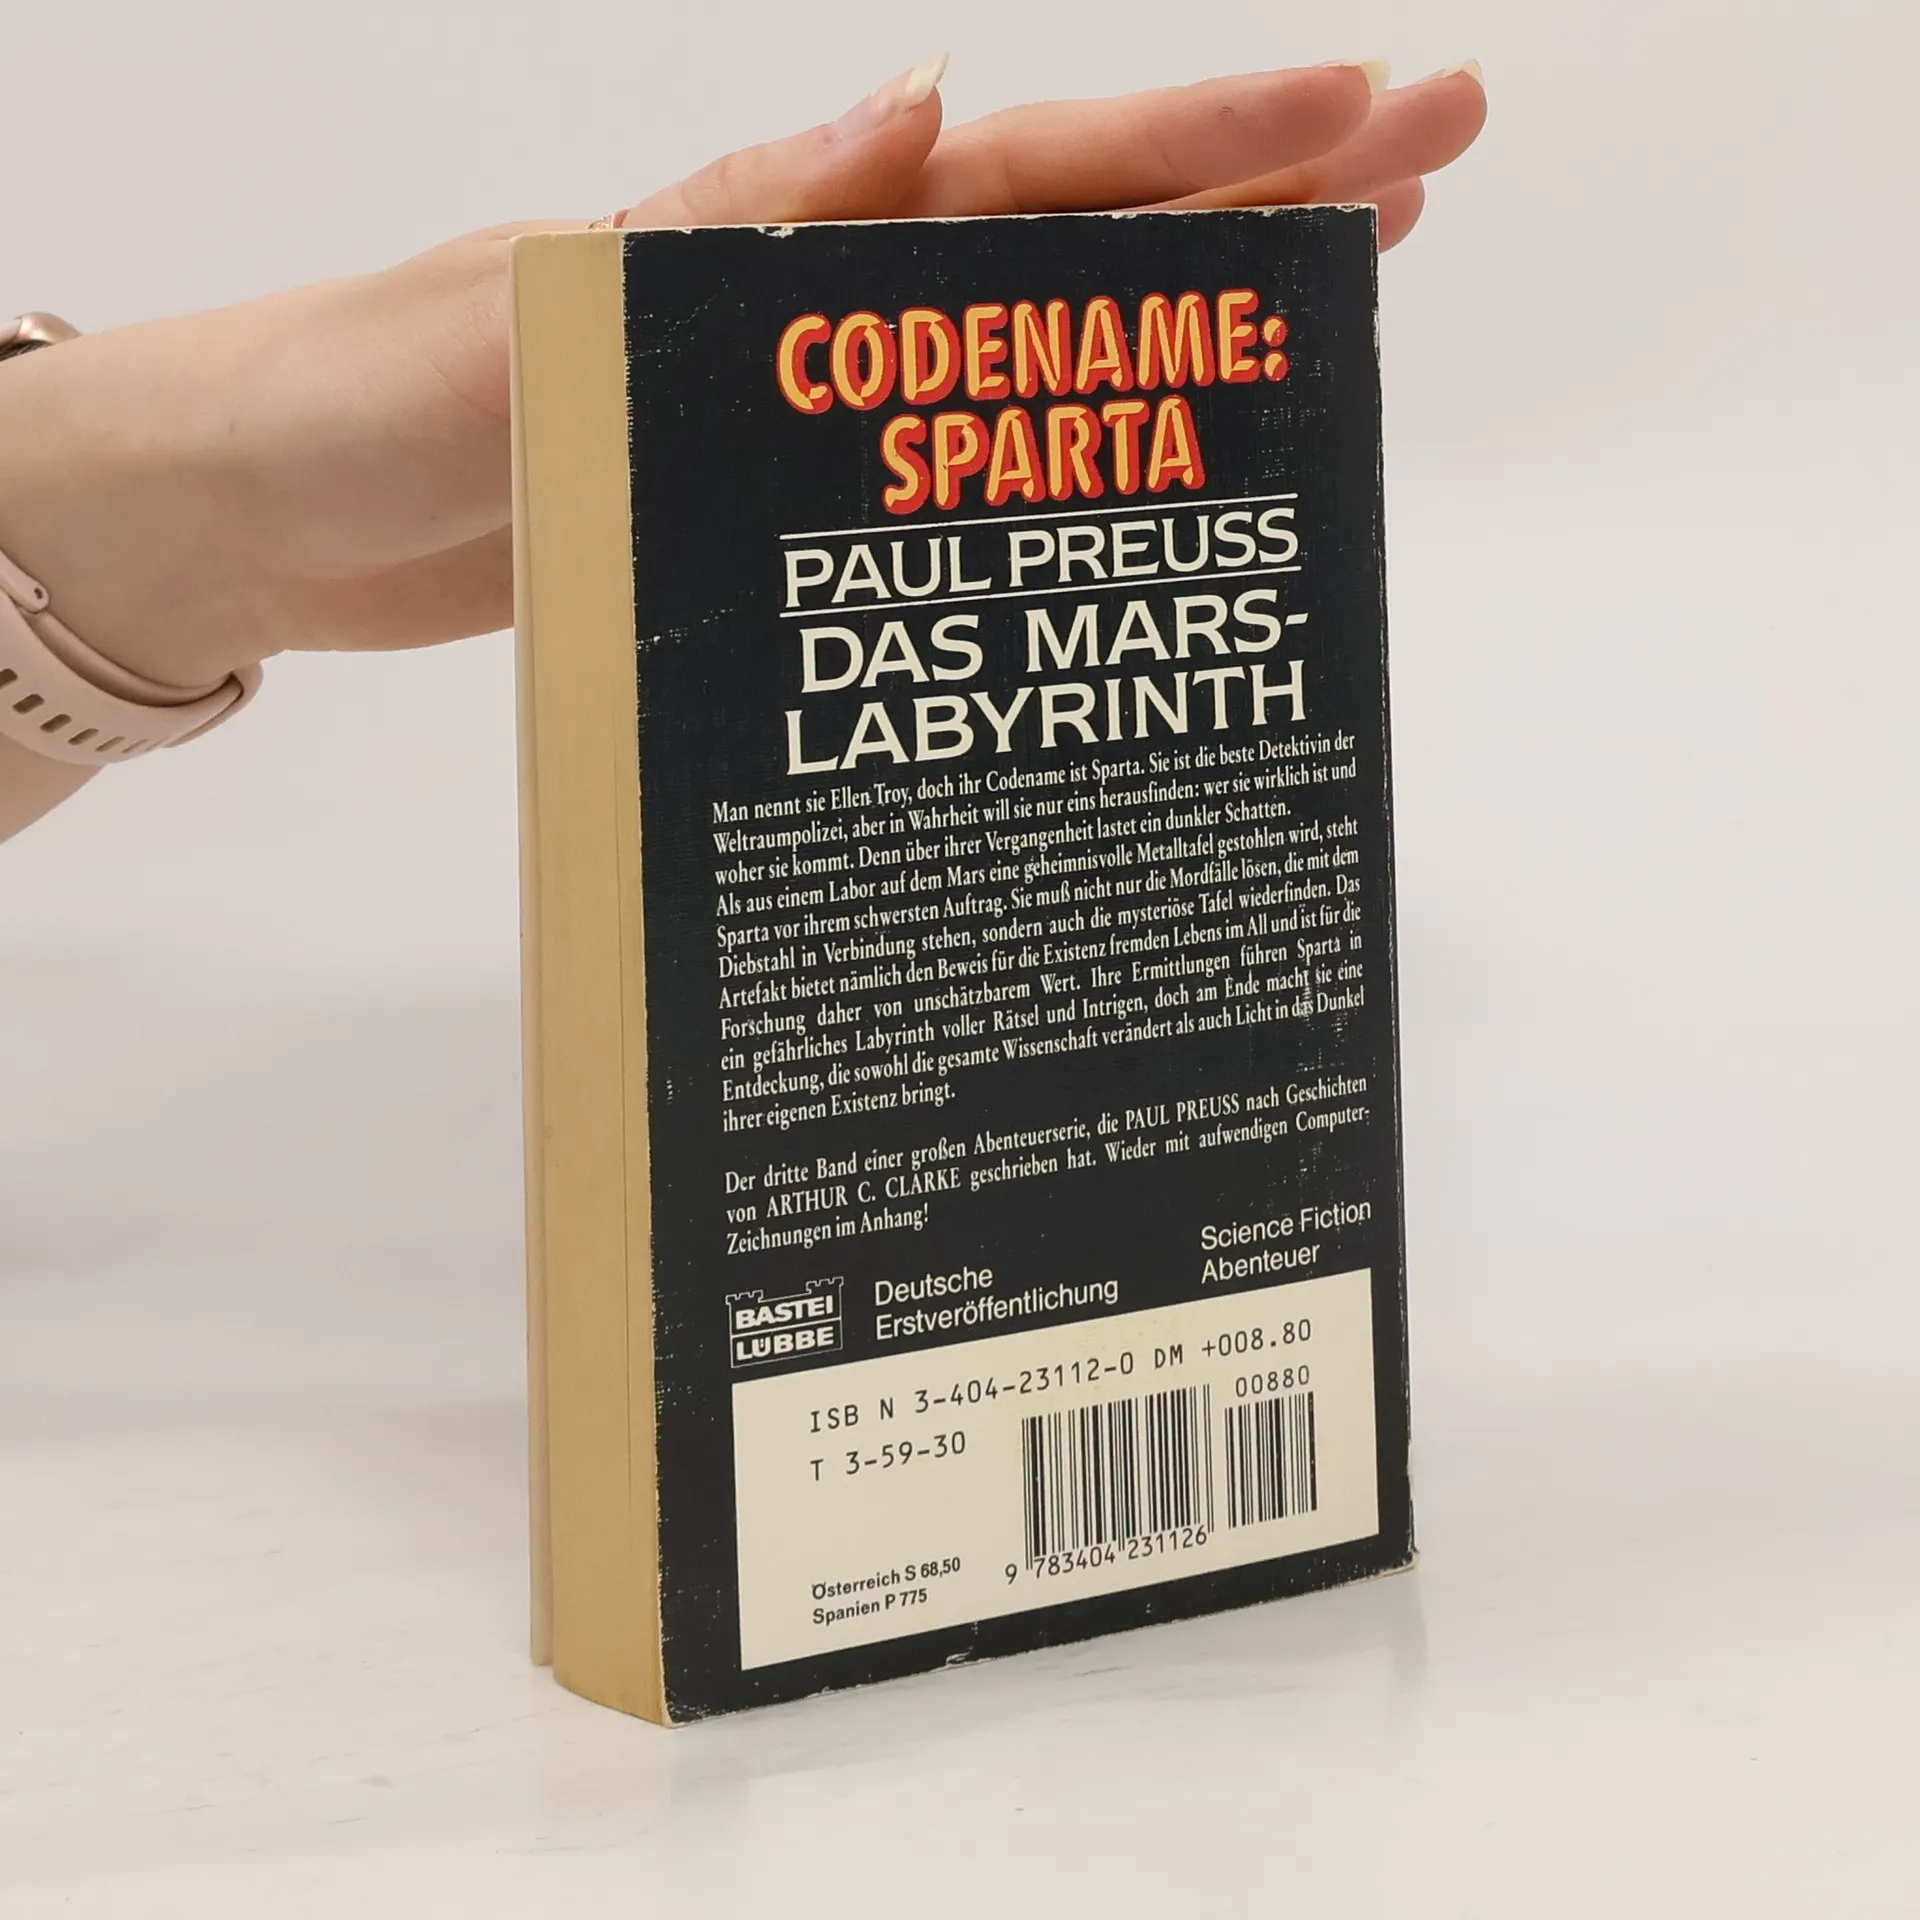 CODENAME:
SPARTA
PAUL PREUSS
DAS MARS-
LABYRINTH
Man nennt sie Ellen Troy, doch ihr Codename ist Sparta. Sie ist die beste Detektivin der
Weltraumpolizei, aber in Wahrheit will sie nur eins herausfinden: wer sie wirklich ist und
woher sie kommt. Denn über ihrer Vergangenheit lastet ein dunkler Schatten.
Als aus einem Labor auf dem Mars eine geheimnisvolle Metalltafel gestohlen wird, steht
Sparta vor ihrem schwersten Auftrag. Sie muß nicht nur die Mordfälle lösen, die mit dem
Diebstahl in Verbindung stehen, sondern auch die mysteriöse Tafel wiederfinden. Das
Artefakt bietet nämlich den Beweis für die Existenz fremden Lebens im All und ist für die
Forschung daher von unschätzbarem Wert. Ihre Ermittlungen führen Sparta in
ein gefährliches Labyrinth voller Rätsel und Intrigen, doch am Ende macht sie eine
Entdeckung, die sowohl die gesamte Wissenschaft verändert als auch Licht in das Dunkel
ihrer eigenen Existenz bringt.
Der dritte Band einer großen Abenteuerserie, die PAUL PREUSS nach Geschichten
von ARTHUR C. CLARKE geschrieben hat. Wieder mit aufwendigen Computer-
Zeichnungen im Anhang!
BASTEI
LÜBBE
Deutsche
Erstveröffentlichung
Science Fiction
Abenteuer
ISB N 3-404-23112-0 DM +008.80
T 3-59-30
00880
9 783404 231126
Österreich S 68,50
Spanien P 775